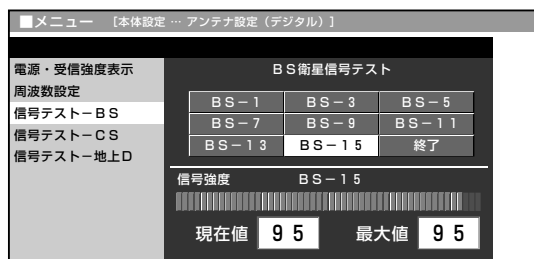 ■メニュー ［本体設定 … アンテナ設定（デジタル）］
電源・受信強度表示
周波数設定
信号テスト－ＢＳ
信号テスト－ＣＳ
信号テスト－地上Ｄ
ＢＳ衛星信号テスト
ＢＳ－１ ＢＳ－３ ＢＳ－５
ＢＳ－７ ＢＳ－９ ＢＳ－１１
ＢＳ－１３ ＢＳ－１５ 終了
信号強度 ＢＳ－１５
現在値 ９５ 最大値 ９５